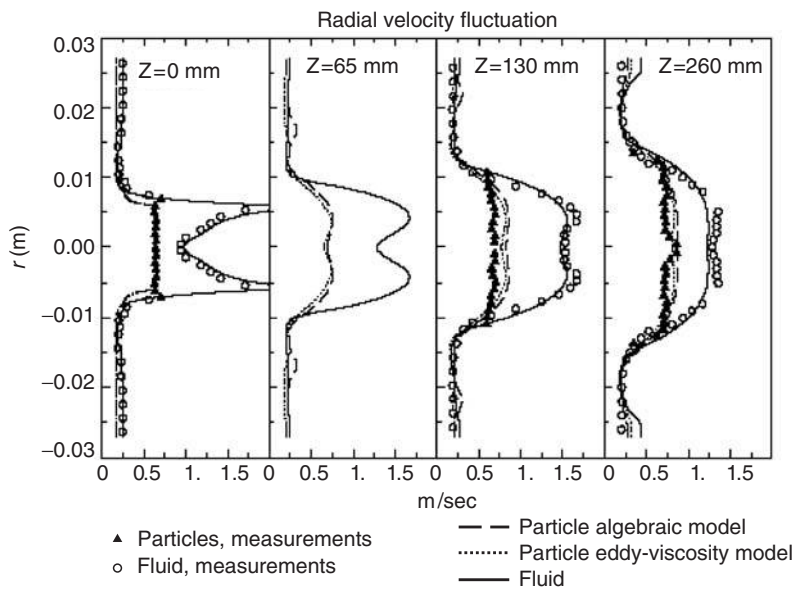 Radial velocity fluctuation
0.03
0.02
0.01
0.00
−0.01
−0.02
−0.03
r (m)
Z=0 mm
Z=65 mm
Z=130 mm
Z=260 mm
0 0.5 1. 1.5 0 0.5 1. 1.5 0 0.5 1. 1.5 0 0.5 1. 1.5
m/sec
Particles, measurements
Fluid, measurements
Particle algebraic model
Particle eddy-viscosity model
Fluid